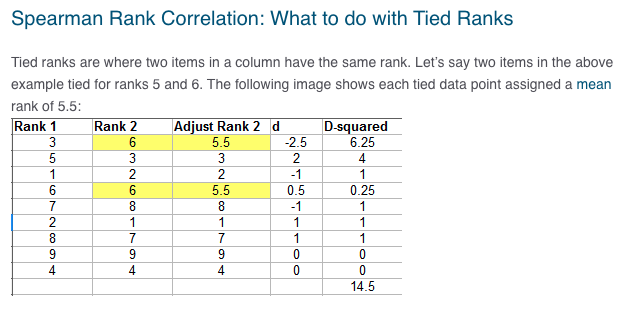 Spearman Rank Correlation: What to do with Tied Ranks
Tied ranks are where two items in a column have the same rank. Let's say two items in the above
example tied for ranks 5 and 6. The following image shows each tied data point assigned a mean
rank of 5.5:
Rank 1 Rank 2 Adjust Rank 2 d D-squared
3 6 5.5 -2.5 6.25
5 3 3 2 4
1 2 2 -1 1
6 6 5.5 0.5 0.25
7 8 8 -1 1
2 1 1 1 1
8 7 7 1 1
9 9 9 0 0
4 4 4 0 0
14.5